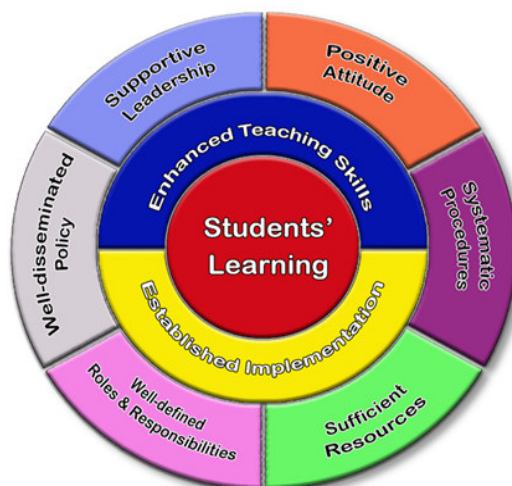 Supportive
Leadership
Positive
Attitude
Well-disseminated
Policy
Enhanced Teaching Skills
Systematic
Procedures
Students'
Learning
Established Implementation
Well-defined
Roles & Responsibilities
Sufficient
Resources